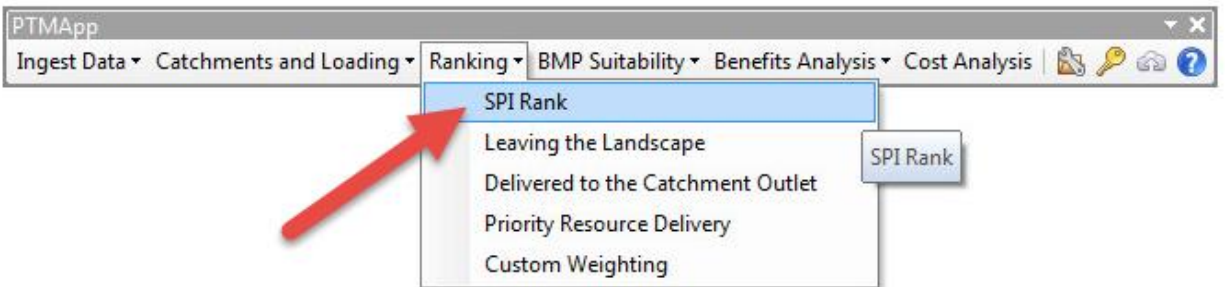 PTMApp
Ingest Data Catchments and Loading Ranking BMP Suitability Benefits Analysis Cost Analysis ?
SPI Rank
Leaving the Landscape
SPI Rank
Delivered to the Catchment Outlet
Priority Resource Delivery
Custom Weighting